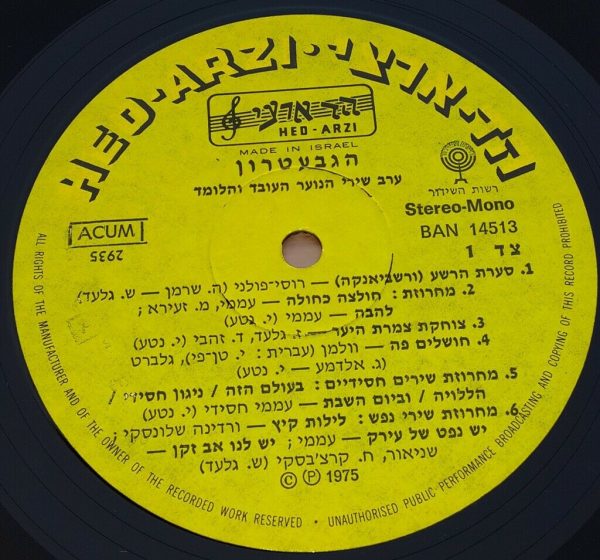 HED-ARZI הד-ארצי
הד ארצי
HED - ARZI
MADE IN ISRAEL
הגבעטרון
ערב שירי הנוער העובד והלומד
רשות השידור
Stereo-Mono
BAN 14513
צד 1
ACUM
2935
1. סערת הרשע (ורשביאנקה) — רוסי-פולני (ה. שרמן — ש. גלעד)
2. מחרוזת: חולצה כחולה — עממי, מ. זעירא;
להבה — עממי (י. נטע)
3. צוחקת צמרת היער — ז. גלעד, ד. זהבי (י. נטע)
4. חושלים פה — וולמן (עברית: י. טן-פי), גלברט
(ג. אלדמע — י. נטע)
5. מחרוזת שירים חסידיים: בעולם הזה / ניגון חסידי /
הללויה / וביום השבת — עממי חסידי (י. נטע)
6. מחרוזת שירי נפש: לילות קיץ — ורדינה שלונסקי;
יש נפט של עירק — עממי; יש לנו אב זקן —
שניאור, ח. קרצ'בסקי (ש. גלעד)
© ℗ 1975
ALL RIGHTS OF THE MANUFACTURER AND OF THE OWNER OF THE RECORDED WORK RESERVED • UNAUTHORISED PUBLIC PERFORMANCE BROADCASTING AND COPYING OF THIS RECORD PROHIBITED